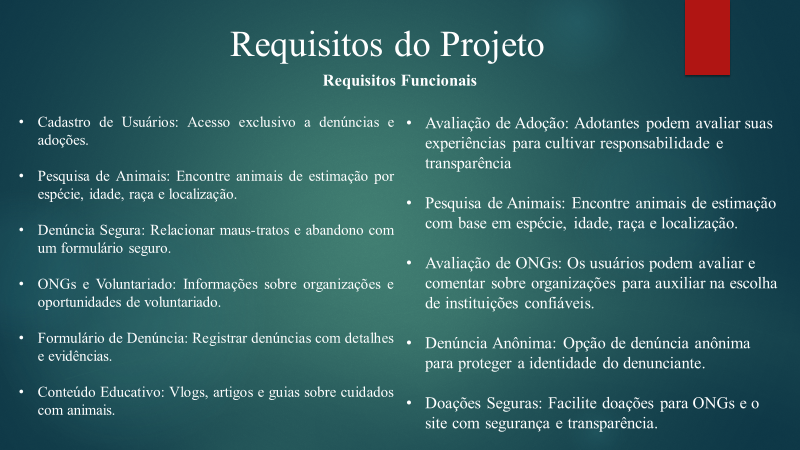 Requisitos do Projeto
Requisitos Funcionais
• Cadastro de Usuários: Acesso exclusivo a denúncias e
adoções.
• Pesquisa de Animais: Encontre animais de estimação por
espécie, idade, raça e localização.
• Denúncia Segura: Relacionar maus-tratos e abandono com
um formulário seguro.
• ONGs e Voluntariado: Informações sobre organizações e
oportunidades de voluntariado.
• Formulário de Denúncia: Registrar denúncias com detalhes
e evidências.
• Conteúdo Educativo: Vlogs, artigos e guias sobre cuidados
com animais.
• Avaliação de Adoção: Adotantes podem avaliar suas
experiências para cultivar responsabilidade e
transparência
• Pesquisa de Animais: Encontre animais de estimação
com base em espécie, idade, raça e localização.
• Avaliação de ONGs: Os usuários podem avaliar e
comentar sobre organizações para auxiliar na escolha
de instituições confiáveis.
• Denúncia Anônima: Opção de denúncia anônima
para proteger a identidade do denunciante.
• Doações Seguras: Facilite doações para ONGs e o
site com segurança e transparência.